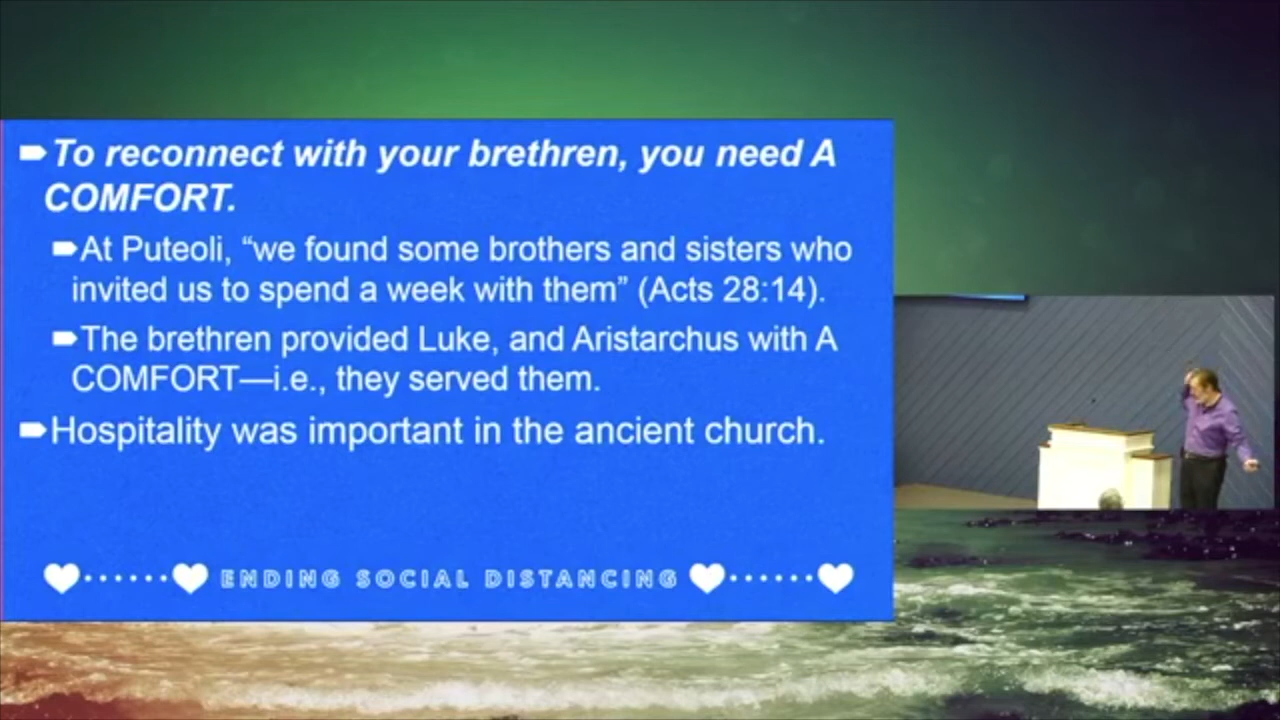 To reconnect with your brethren, you need A
COMFORT.
At Puteoli, “we found some brothers and sisters who
invited us to spend a week with them” (Acts 28:14).
The brethren provided Luke, and Aristarchus with A
COMFORT—i.e., they served them.
Hospitality was important in the ancient church.
ENDING SOCIAL DISTANCING